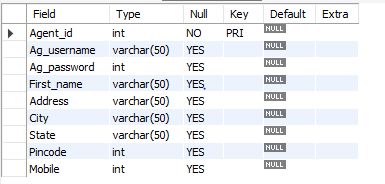 Field Type Null Key Default Extra
Agent_id int NO PRI NULL
Ag_username varchar(50) YES NULL
Ag_password int YES NULL
First_name varchar(50) YES, NULL
Address varchar(50) YES NULL
City varchar(50) YES NULL
State varchar(50) YES NULL
Pincode int YES NULL
Mobile int YES NULL